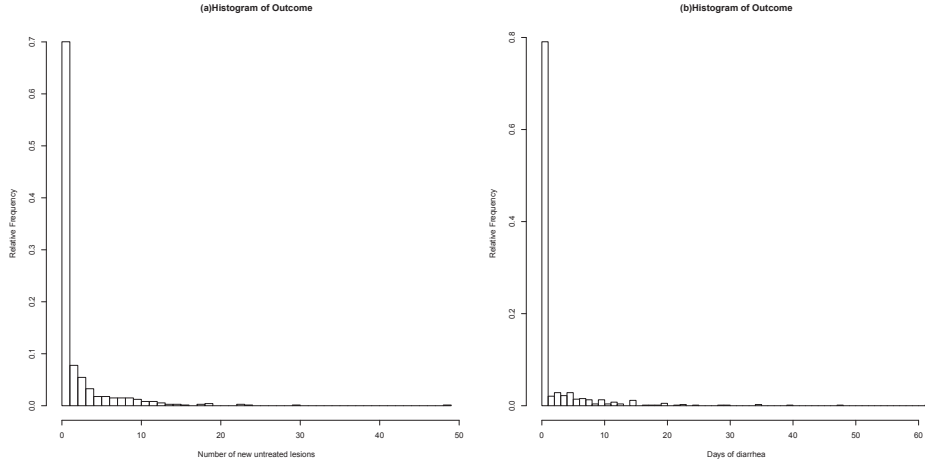 (a)Histogram of Outcome
Relative Frequency
0.7
0.6
0.5
0.4
0.3
0.2
0.1
0.0
0 10 20 30 40 50
Number of new untreated lesions
(b)Histogram of Outcome
Relative Frequency
0.8
0.6
0.4
0.2
0.0
0 10 20 30 40 50 60
Days of diarrhea